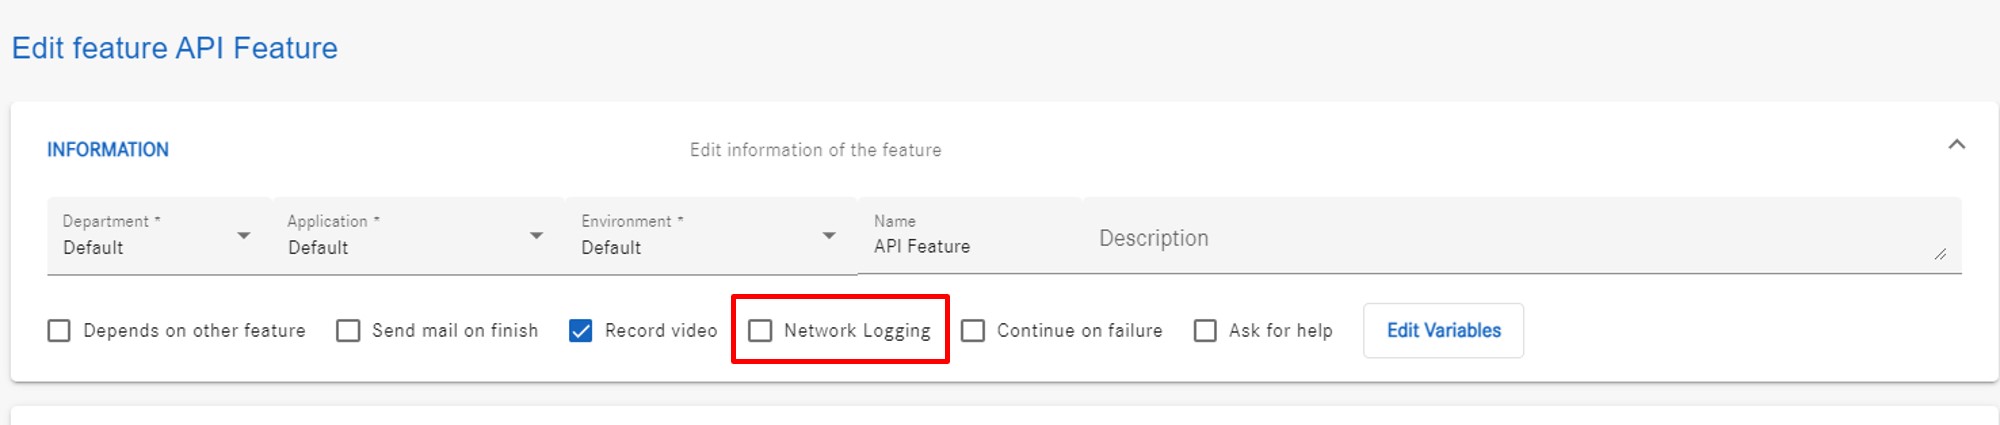 Edit feature API Feature
INFORMATION Edit information of the feature
Department * Application * Environment * Name
Default Default Default API Feature Description
Depends on other feature Send mail on finish Record video Network Logging Continue on failure Ask for help Edit Variables